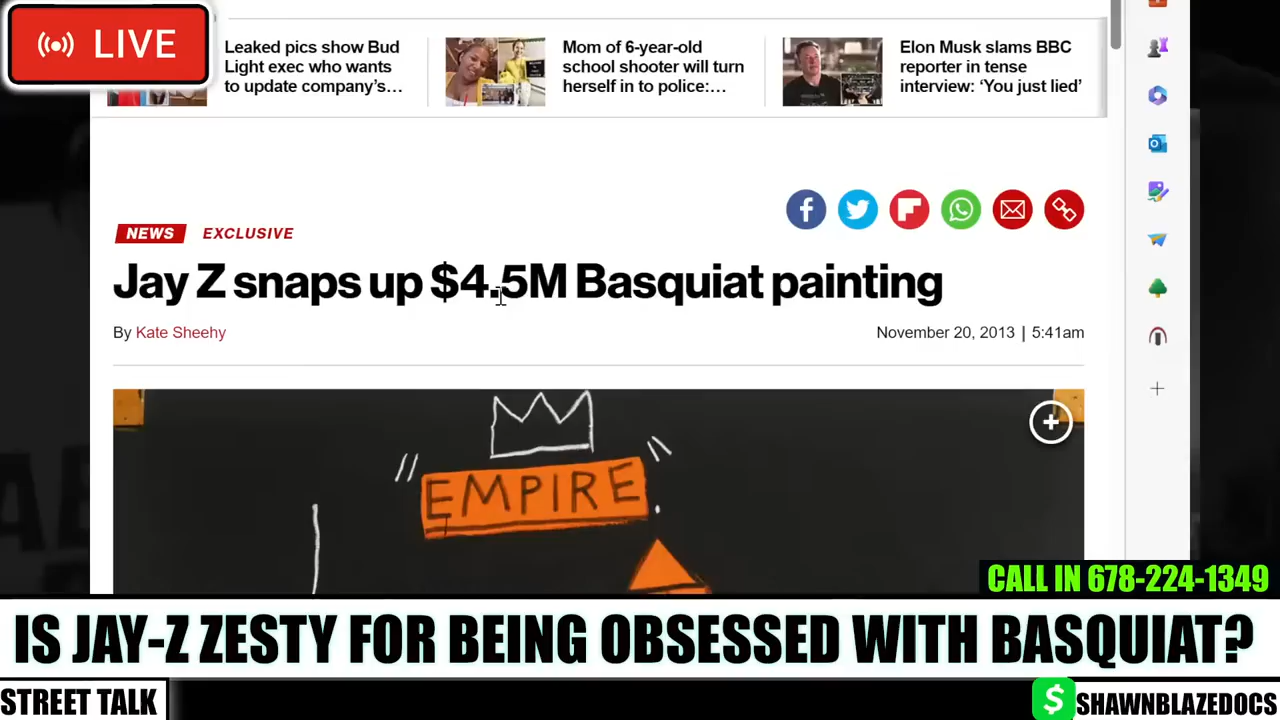 LIVE
Leaked pics show Bud
Light exec who wants
to update company's...
Mom of 6-year-old
school shooter will turn
herself in to police:...
Elon Musk slams BBC
reporter in tense
interview: 'You just lied'
NEWS EXCLUSIVE
Jay Z snaps up $4.5M Basquiat painting
By Kate Sheehy
November 20, 2013 | 5:41am
EMPIRE
CALL IN 678-224-1349
IS JAY-Z ZESTY FOR BEING OBSESSED WITH BASQUIAT?
STREET TALK
$ SHAWNBLAZEDOCS